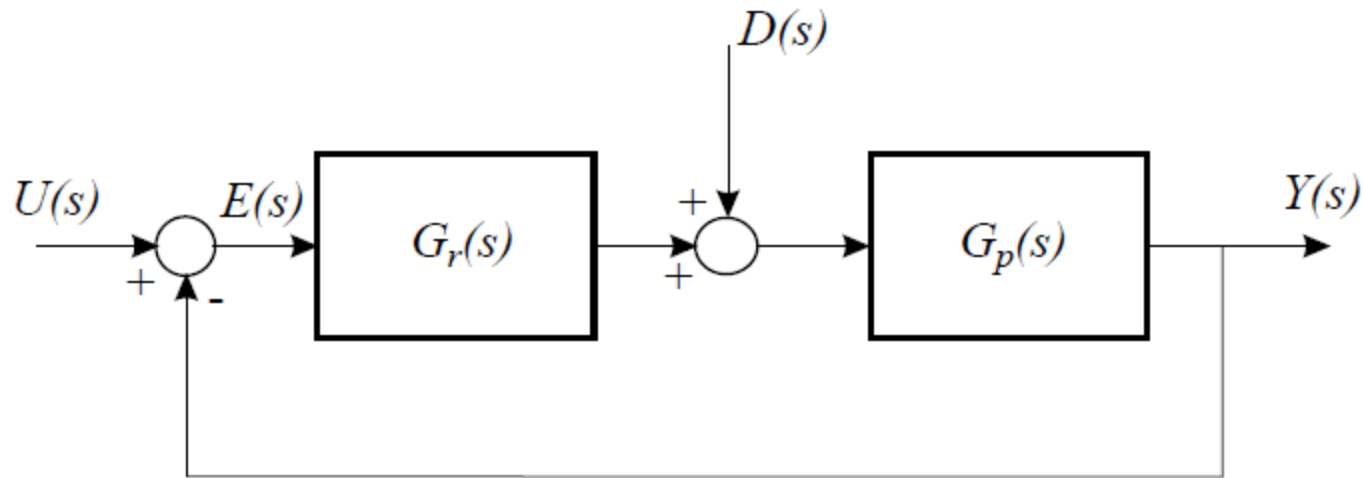 D(s)
U(s)
E(s)
+
Y(s)
G_r(s)
G_p(s)
+
-
+